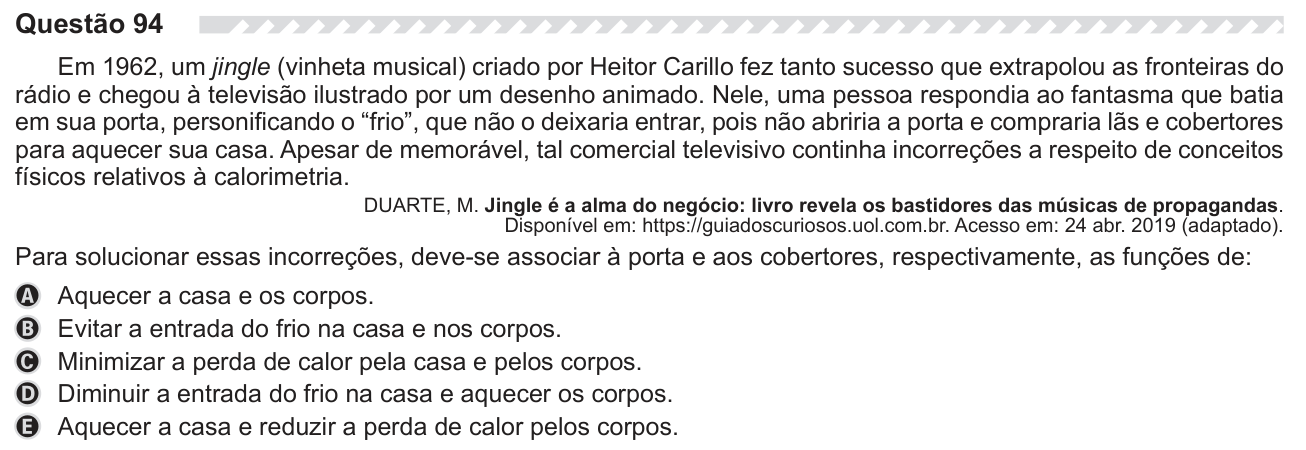 Questão 94
Em 1962, um jingle (vinheta musical) criado por Heitor Carillo fez tanto sucesso que extrapolou as fronteiras do
rádio e chegou à televisão ilustrado por um desenho animado. Nele, uma pessoa respondia ao fantasma que batia
em sua porta, personificando o “frio”, que não o deixaria entrar, pois não abriria a porta e compraria lãs e cobertores
para aquecer sua casa. Apesar de memorável, tal comercial televisivo continha incorreções a respeito de conceitos
físicos relativos à calorimetria.
DUARTE, M. Jingle é a alma do negócio: livro revela os bastidores das músicas de propagandas.
Disponível em: https://guiadoscuriosos.uol.com.br. Acesso em: 24 abr. 2019 (adaptado).
Para solucionar essas incorreções, deve-se associar à porta e aos cobertores, respectivamente, as funções de:
A Aquecer a casa e os corpos.
B Evitar a entrada do frio na casa e nos corpos.
C Minimizar a perda de calor pela casa e pelos corpos.
D Diminuir a entrada do frio na casa e aquecer os corpos.
E Aquecer a casa e reduzir a perda de calor pelos corpos.